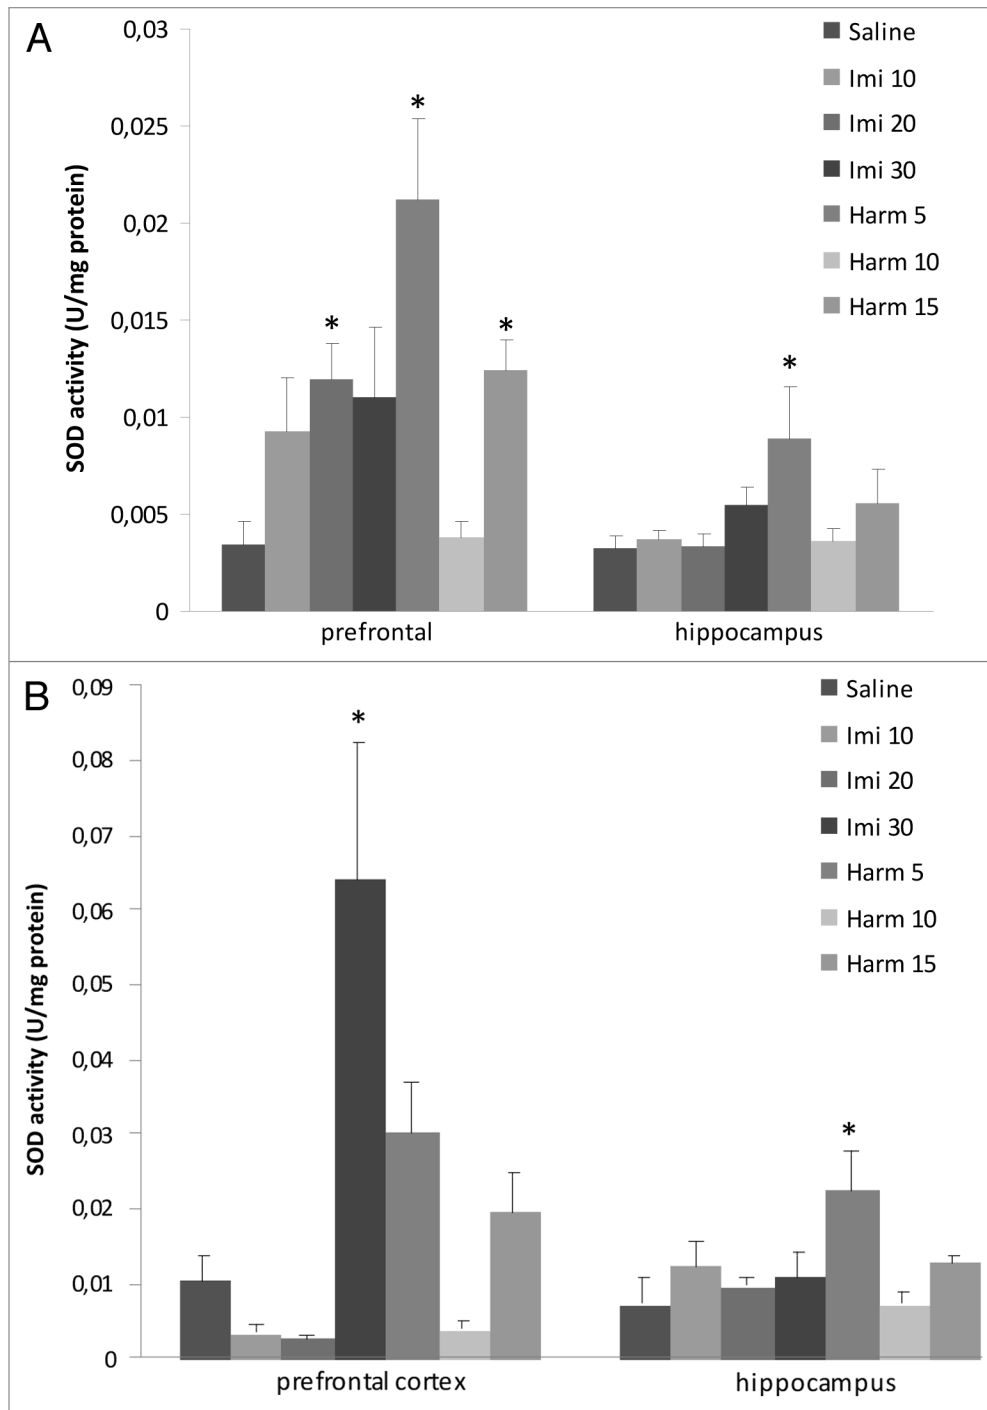 A
0,03
0,025
0,02
0,015
0,01
0,005
0
SOD activity (U/mg protein)
*
*
*
*
prefrontal
hippocampus
Saline
Imi 10
Imi 20
Imi 30
Harm 5
Harm 10
Harm 15
B
0,09
0,08
0,07
0,06
0,05
0,04
0,03
0,02
0,01
0
SOD activity (U/mg protein)
*
*
prefrontal cortex
hippocampus
Saline
Imi 10
Imi 20
Imi 30
Harm 5
Harm 10
Harm 15